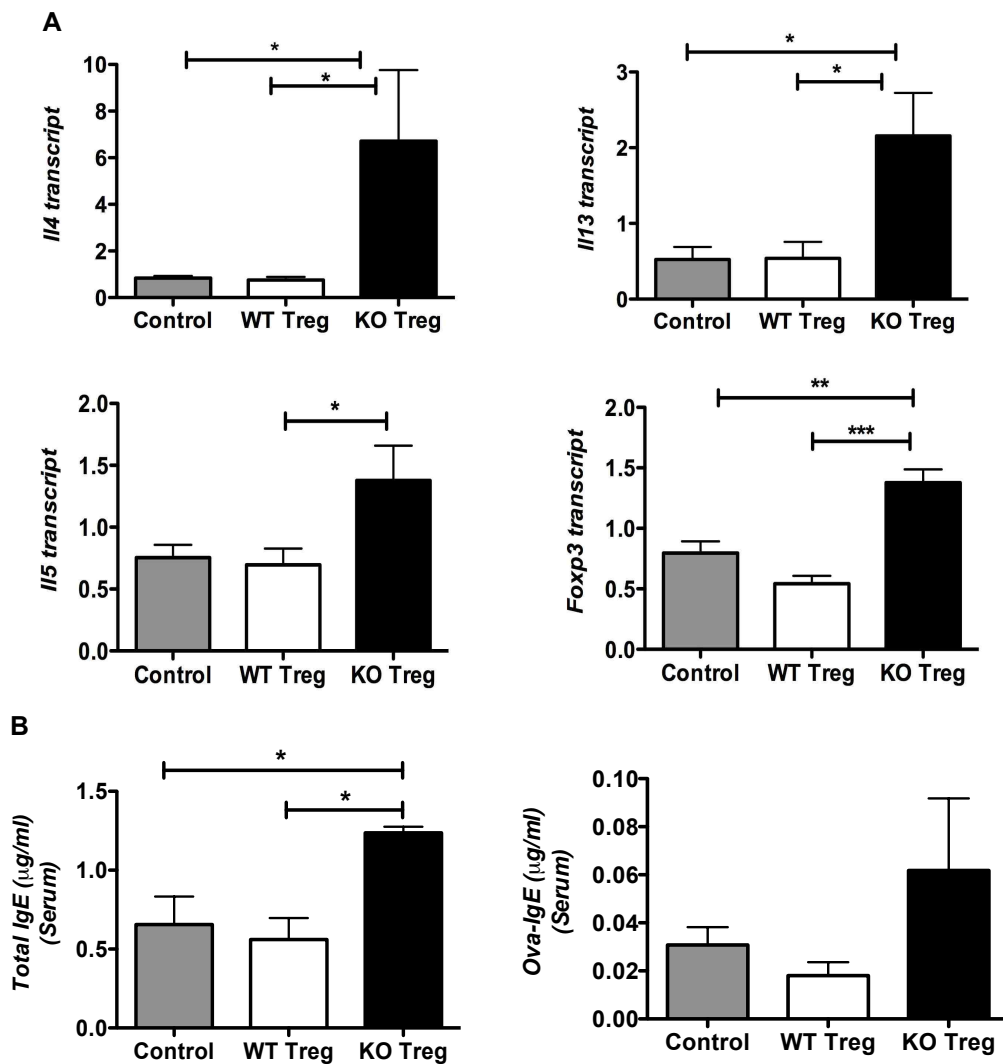 A
*
*
10
8
6
4
2
0
Il4 transcript
Control WT Treg KO Treg
*
*
3
2
1
0
Il13 transcript
Control WT Treg KO Treg
*
2.0
1.5
1.0
0.5
0.0
Il5 transcript
Control WT Treg KO Treg
**
***
2.0
1.5
1.0
0.5
0.0
Foxp3 transcript
Control WT Treg KO Treg
B
*
*
1.5
1.0
0.5
0.0
Total IgE (µg/ml)
(Serum)
Control WT Treg KO Treg
0.10
0.08
0.06
0.04
0.02
0.00
Ova-IgE (µg/ml)
(Serum)
Control WT Treg KO Treg